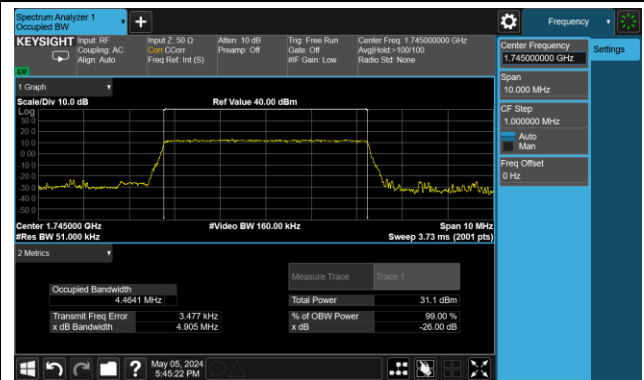 Spectrum Analyzer 1
Occupied BW
Frequency
KEYSIGHT
Input: RF
Coupling: AC
Align: Auto
Input Z: 50 Ω
Corr CCorr
Freq Ref: Int (S)
Atten: 10 dB
Preamp: Off
Trig: Free Run
Gate: Off
#IF Gain: Low
Center Freq: 1.745000000 GHz
Avg|Hold:>100/100
Radio Std: None
Center Frequency
1.745000000 GHz
Settings
Span
10.000 MHz
CF Step
1.000000 MHz
Auto
Man
Freq Offset
0 Hz
1 Graph
Scale/Div 10.0 dB
Ref Value 40.00 dBm
Log
30.0
20.0
10.0
0.00
-10.0
-20.0
-30.0
-40.0
-50.0
Center 1.745000 GHz
#Video BW 160.00 kHz
Span 10 MHz
#Res BW 51.000 kHz
Sweep 3.73 ms (2001 pts)
2 Metrics
Measure Trace
Trace 1
Occupied Bandwidth
4.4641 MHz
Total Power
31.1 dBm
Transmit Freq Error
3.477 kHz
% of OBW Power
99.00 %
x dB Bandwidth
4.905 MHz
x dB
-26.00 dB
?
May 05, 2024
5:45:22 PM